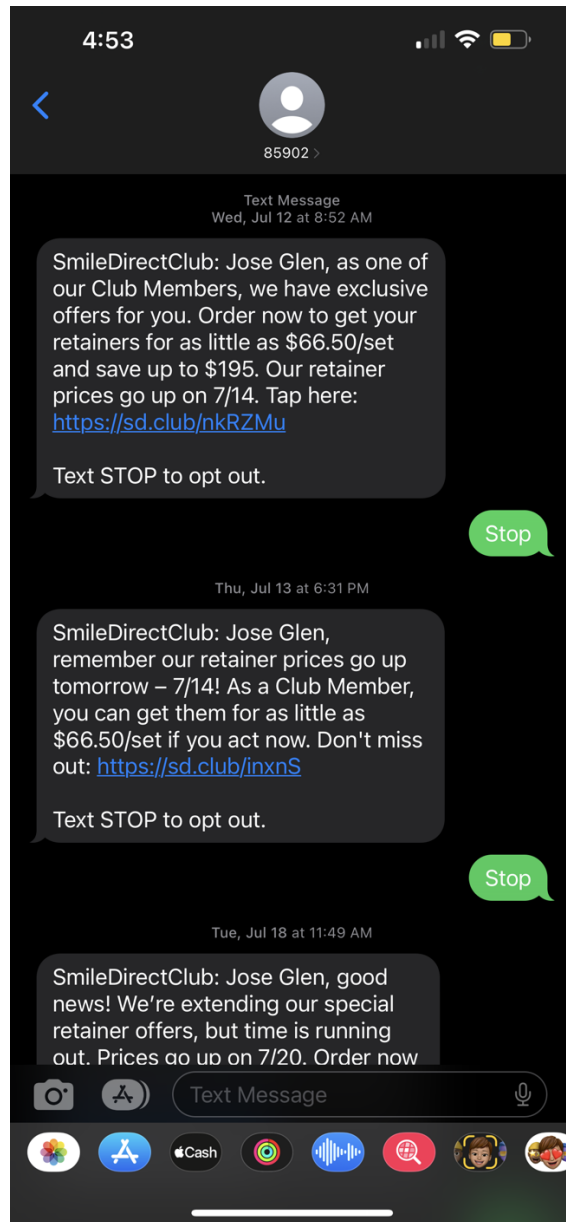 4:53
85902 >
Text Message
Wed, Jul 12 at 8:52 AM
SmileDirectClub: Jose Glen, as one of
our Club Members, we have exclusive
offers for you. Order now to get your
retainers for as little as $66.50/set
and save up to $195. Our retainer
prices go up on 7/14. Tap here:
https://sd.club/nkRZMu
Text STOP to opt out.
Stop
Thu, Jul 13 at 6:31 PM
SmileDirectClub: Jose Glen,
remember our retainer prices go up
tomorrow – 7/14! As a Club Member,
you can get them for as little as
$66.50/set if you act now. Don't miss
out: https://sd.club/inxnS
Text STOP to opt out.
Stop
Tue, Jul 18 at 11:49 AM
SmileDirectClub: Jose Glen, good
news! We’re extending our special
retainer offers, but time is running
out. Prices go up on 7/20. Order now
Text Message
Cash